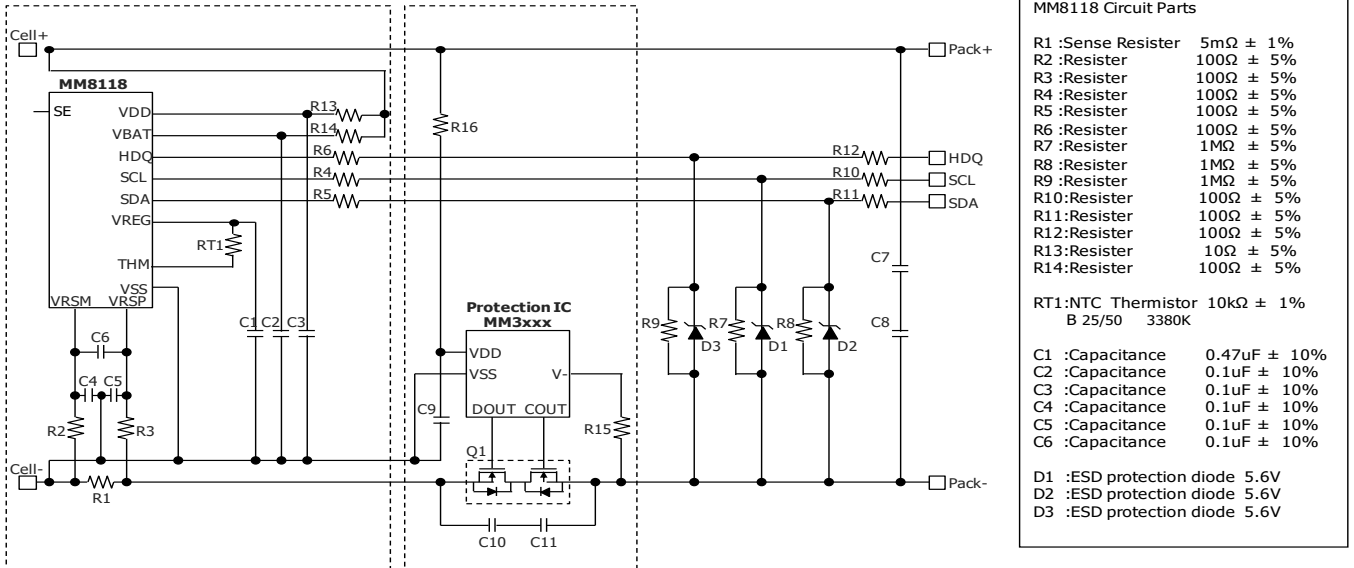 Cell+
MM8118
SE
VDD
VBAT
HDQ
SCL
SDA
VREG
THM
VSS
VRSM VRSP
RT1
R13
R14
R6
R4
R5
C6
C4 C5
R2
R3
C1 C2 C3
Cell-
R1
R16
Protection IC
MM3xxx
VDD
VSS V-
DOUT COUT
C9
Q1
R15
C10 C11
R9
D3
R7
D1
R8
D2
R12
R10
R11
C7
C8
Pack+
HDQ
SCL
SDA
Pack-
MM8118 Circuit Parts
R1 :Sense Resister 5mΩ ± 1%
R2 :Resister 100Ω ± 5%
R3 :Resister 100Ω ± 5%
R4 :Resister 100Ω ± 5%
R5 :Resister 100Ω ± 5%
R6 :Resister 100Ω ± 5%
R7 :Resister 1MΩ ± 5%
R8 :Resister 1MΩ ± 5%
R9 :Resister 1MΩ ± 5%
R10:Resister 100Ω ± 5%
R11:Resister 100Ω ± 5%
R12:Resister 100Ω ± 5%
R13:Resister 10Ω ± 5%
R14:Resister 100Ω ± 5%
RT1:NTC Thermistor 10kΩ ± 1%
B 25/50 3380K
C1 :Capacitance 0.47uF ± 10%
C2 :Capacitance 0.1uF ± 10%
C3 :Capacitance 0.1uF ± 10%
C4 :Capacitance 0.1uF ± 10%
C5 :Capacitance 0.1uF ± 10%
C6 :Capacitance 0.1uF ± 10%
D1 :ESD protection diode 5.6V
D2 :ESD protection diode 5.6V
D3 :ESD protection diode 5.6V